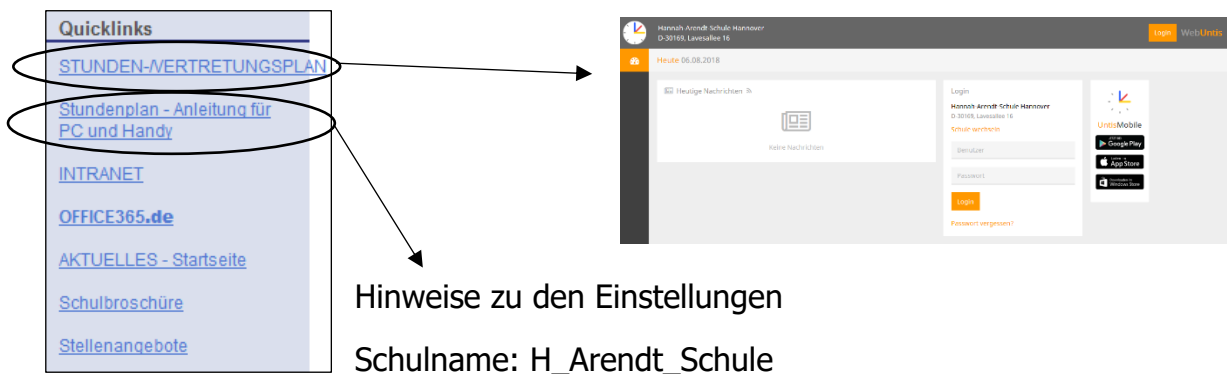 Quicklinks
STUNDEN-/VERTRETUNGSPLAN
Stundenplan - Anleitung für
PC und Handy
INTRANET
OFFICE365.de
AKTUELLES - Startseite
Schulbroschüre
Stellenangebote
Hannah Arendt Schule Hannover
D-30169, Lavesallee 16
Login WebUntis
Heute 06.08.2018
Heutige Nachrichten
Keine Nachrichten
Login
Hannah Arendt Schule Hannover
D-30169, Lavesallee 16
Schule wechseln
Benutzer
Passwort
Login
Passwort vergessen?
UntisMobile
Google Play
App Store
Windows Store
Hinweise zu den Einstellungen
Schulname: H_Arendt_Schule